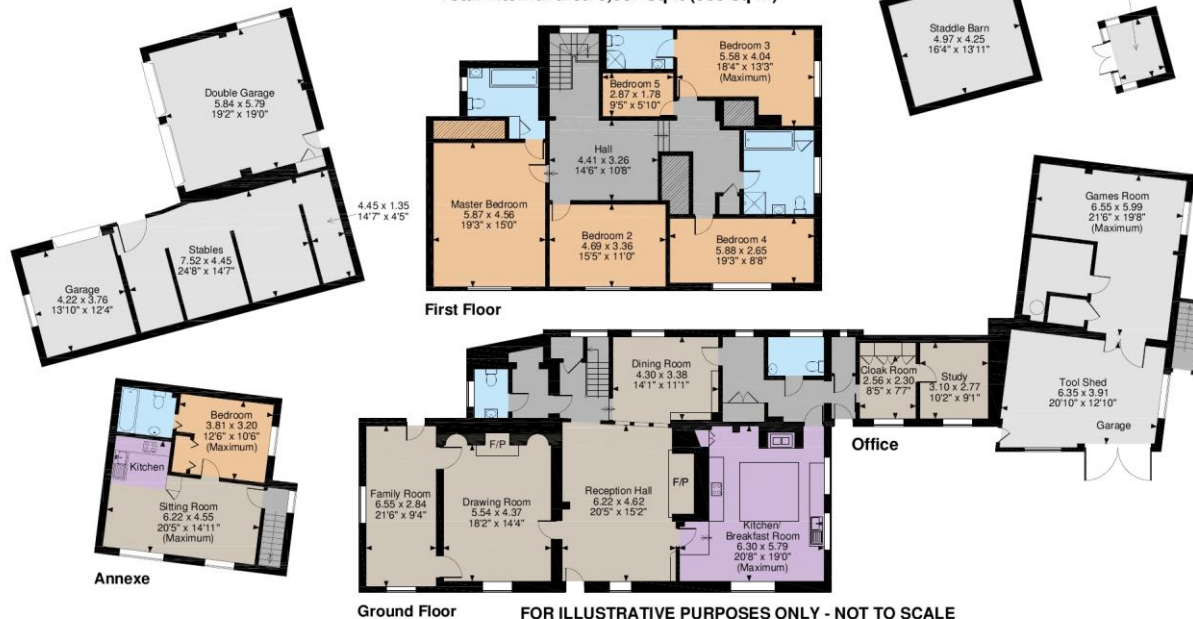 Staddle Barn
4.97 x 4.25
16'4" x 13'11"
Double Garage
5.84 x 5.79
19'2" x 19'0"
4.45 x 1.35
14'7" x 4'5"
Stables
7.52 x 4.45
24'8" x 14'7"
Garage
4.22 x 3.76
13'10" x 12'4"
Bedroom 3
5.58 x 4.04
18'4" x 13'3"
(Maximum)
Bedroom 5
2.87 x 1.78
9'5" x 5'10"
Hall
4.41 x 3.26
14'6" x 10'8"
Master Bedroom
5.87 x 4.56
19'3" x 15'0"
Bedroom 2
4.69 x 3.36
15'5" x 11'0"
Bedroom 4
5.88 x 2.65
19'3" x 8'8"
First Floor
Games Room
6.55 x 5.99
21'6" x 19'8"
(Maximum)
Tool Shed
6.35 x 3.91
20'10" x 12'10"
Garage
Cloak Room
2.56 x 2.30
8'5" x 7'7"
Study
3.10 x 2.77
10'2" x 9'1"
Office
Dining Room
4.30 x 3.38
14'1" x 11'1"
F/P
F/P
Family Room
6.55 x 2.84
21'6" x 9'4"
Drawing Room
5.54 x 4.37
18'2" x 14'4"
Reception Hall
6.22 x 4.62
20'5" x 15'2"
Kitchen/
Breakfast Room
6.30 x 5.79
20'8" x 19'0"
(Maximum)
Bedroom
3.81 x 3.20
12'6" x 10'6"
(Maximum)
Kitchen
Sitting Room
6.22 x 4.55
20'5" x 14'11"
(Maximum)
Annexe
Ground Floor
FOR ILLUSTRATIVE PURPOSES ONLY - NOT TO SCALE